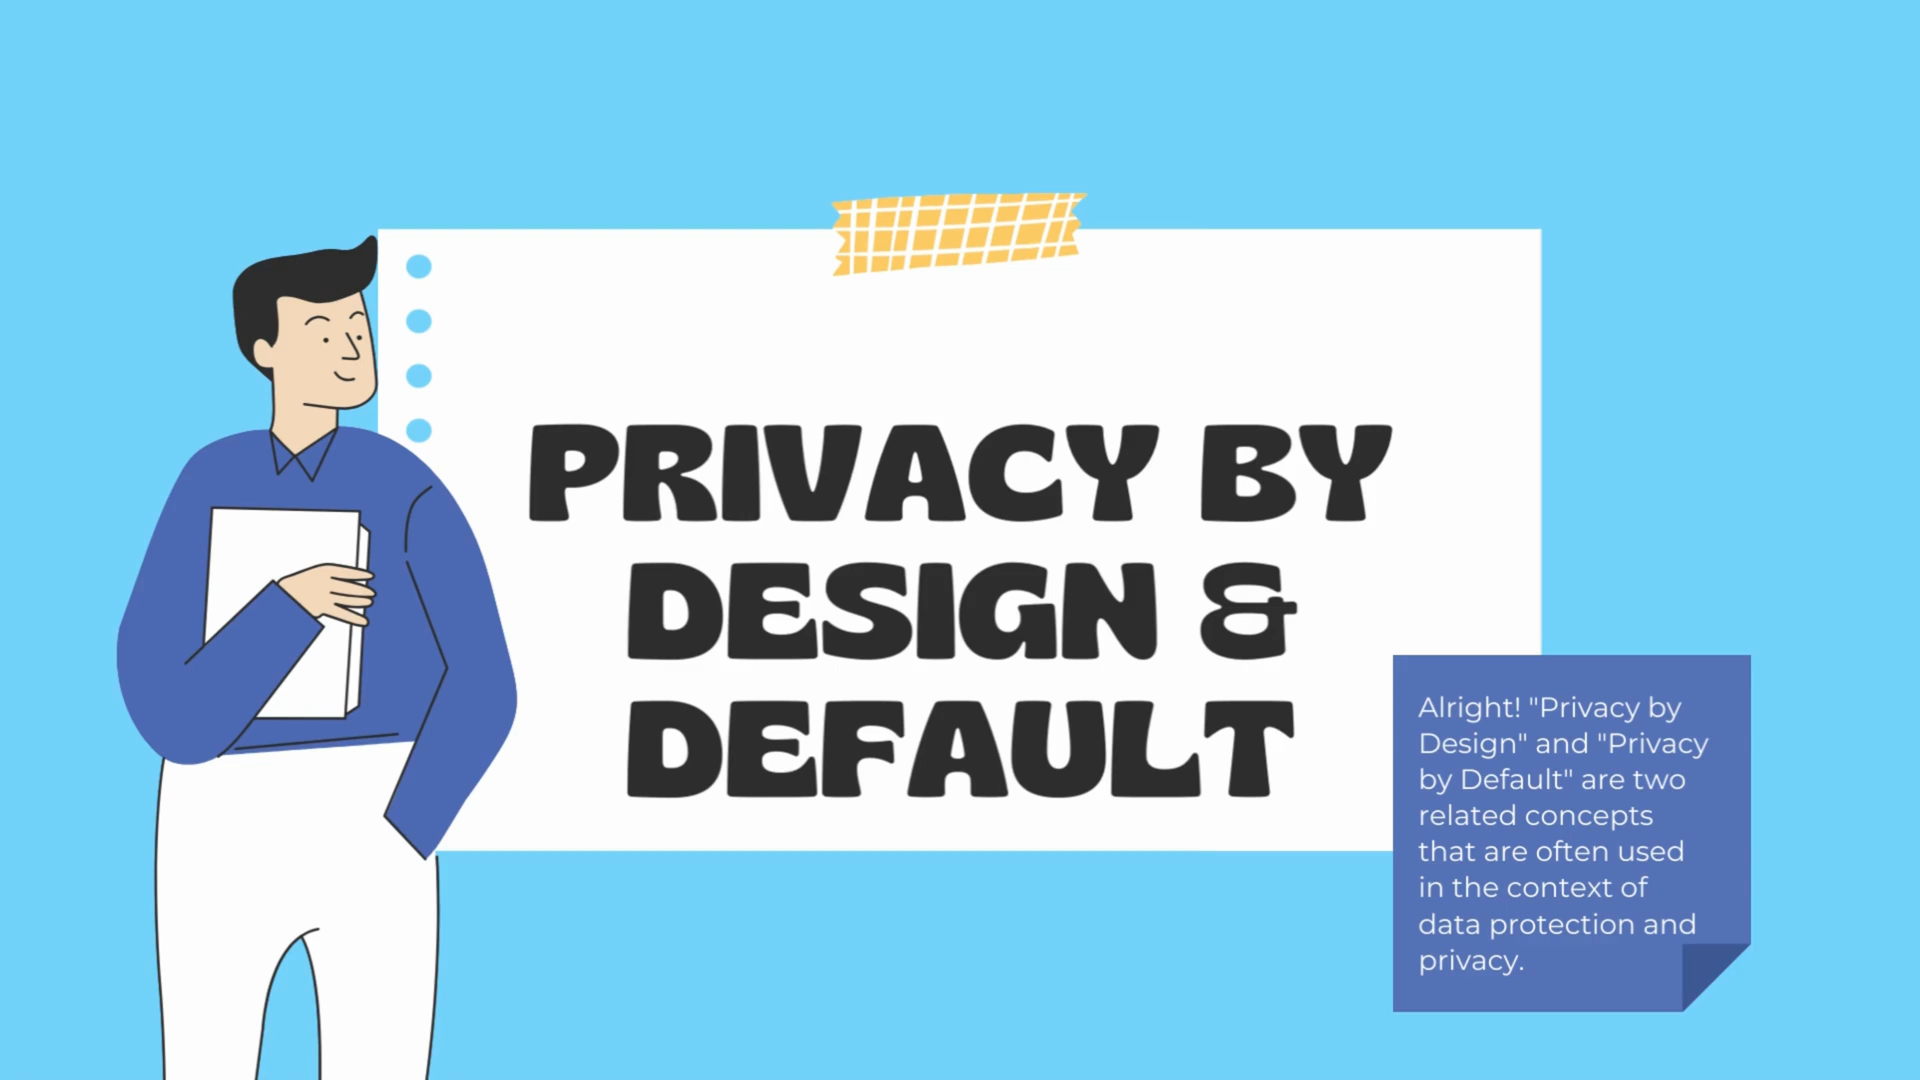 PRIVACY BY
DESIGN &
DEFAULT
Alright! "Privacy by
Design" and "Privacy
by Default" are two
related concepts
that are often used
in the context of
data protection and
privacy.